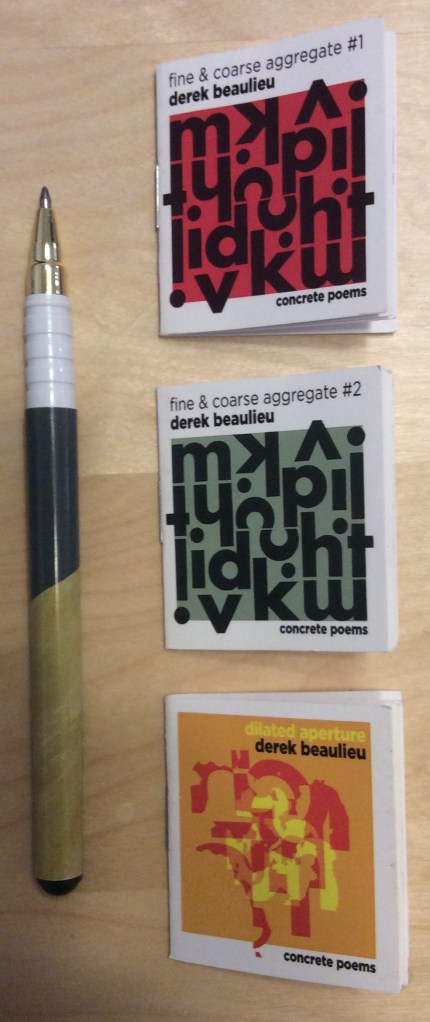 fine & coarse aggregate #1
derek beaulieu
concrete poems
fine & coarse aggregate #2
derek beaulieu
concrete poems
dilated aperture
derek beaulieu
concrete poems